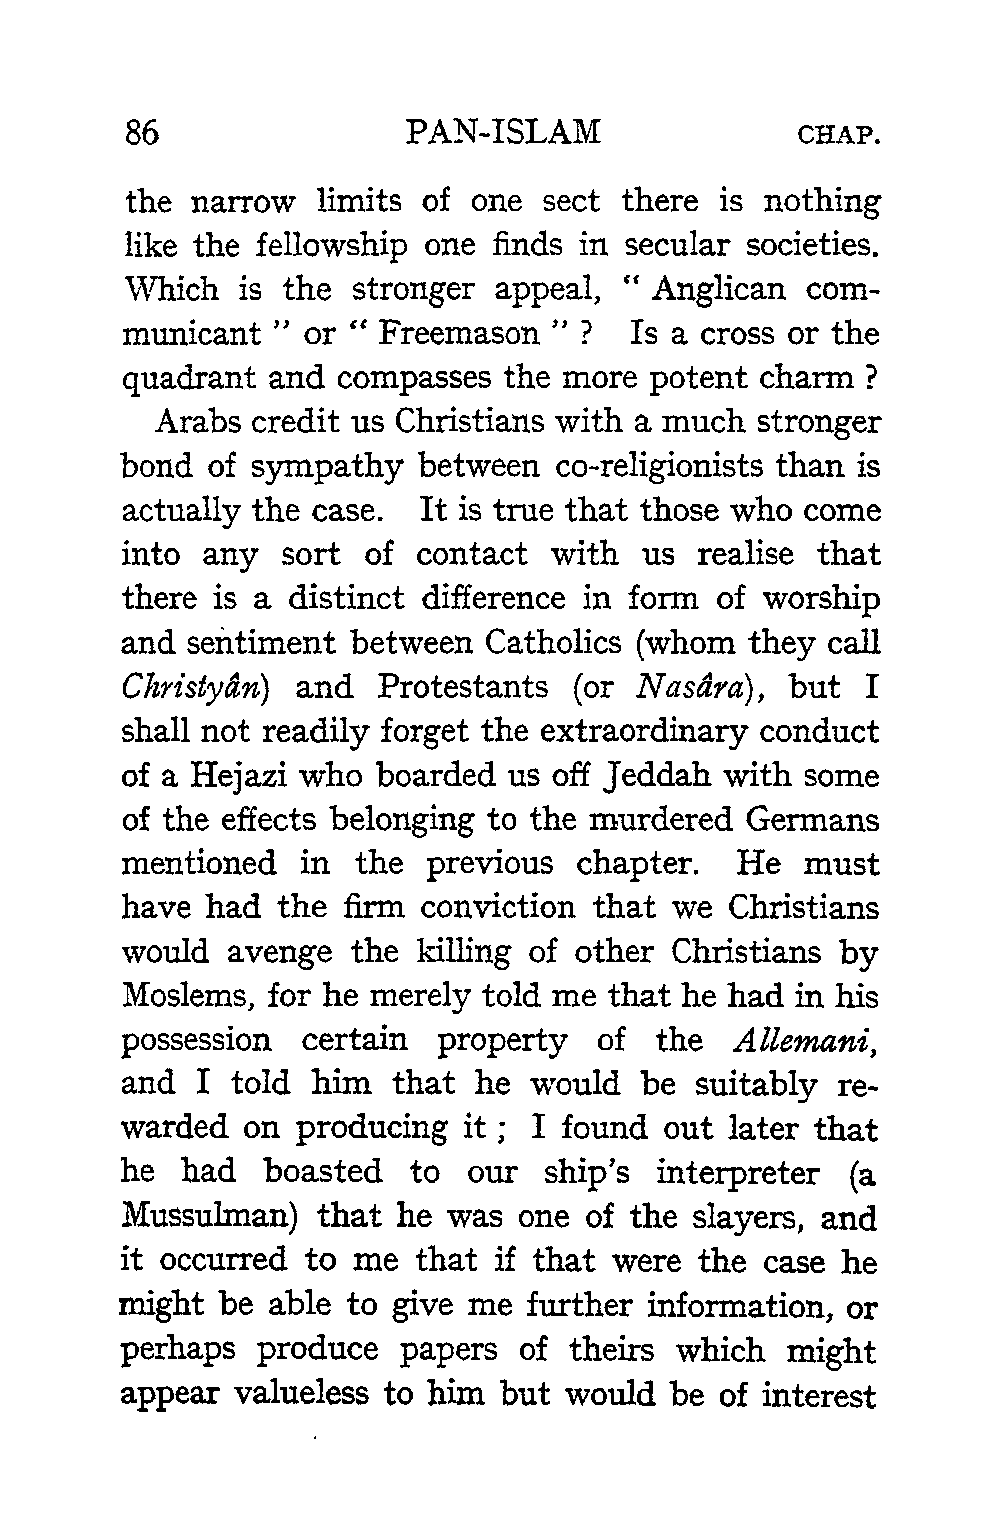 86 PAN-ISLAM CHAP.
the narrow limits of one sect there is nothing
like the fellowship one finds in secular societies.
Which is the stronger appeal, “ Anglican com-
municant ” or “ Freemason ” ? Is a cross or the
quadrant and compasses the more potent charm ?
Arabs credit us Christians with a much stronger
bond of sympathy between co-religionists than is
actually the case. It is true that those who come
into any sort of contact with us realise that
there is a distinct difference in form of worship
and sentiment between Catholics (whom they call
Christyân) and Protestants (or Nasâra), but I
shall not readily forget the extraordinary conduct
of a Hejazi who boarded us off Jeddah with some
of the effects belonging to the murdered Germans
mentioned in the previous chapter. He must
have had the firm conviction that we Christians
would avenge the killing of other Christians by
Moslems, for he merely told me that he had in his
possession certain property of the Allemani,
and I told him that he would be suitably re-
warded on producing it ; I found out later that
he had boasted to our ship's interpreter (a
Mussulman) that he was one of the slayers, and
it occurred to me that if that were the case he
might be able to give me further information, or
perhaps produce papers of theirs which might
appear valueless to him but would be of interest